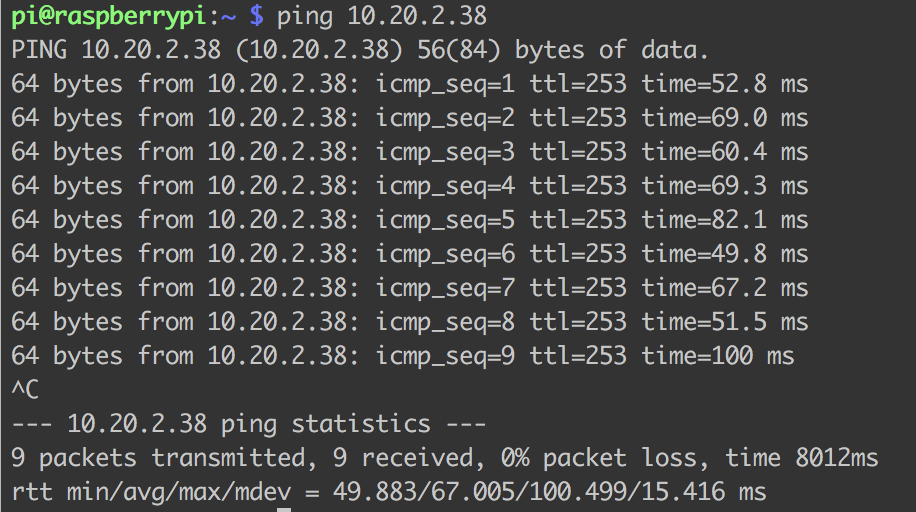 pi@raspberrypi:~ $ ping 10.20.2.38
PING 10.20.2.38 (10.20.2.38) 56(84) bytes of data.
64 bytes from 10.20.2.38: icmp_seq=1 ttl=253 time=52.8 ms
64 bytes from 10.20.2.38: icmp_seq=2 ttl=253 time=69.0 ms
64 bytes from 10.20.2.38: icmp_seq=3 ttl=253 time=60.4 ms
64 bytes from 10.20.2.38: icmp_seq=4 ttl=253 time=69.3 ms
64 bytes from 10.20.2.38: icmp_seq=5 ttl=253 time=82.1 ms
64 bytes from 10.20.2.38: icmp_seq=6 ttl=253 time=49.8 ms
64 bytes from 10.20.2.38: icmp_seq=7 ttl=253 time=67.2 ms
64 bytes from 10.20.2.38: icmp_seq=8 ttl=253 time=51.5 ms
64 bytes from 10.20.2.38: icmp_seq=9 ttl=253 time=100 ms
^C
--- 10.20.2.38 ping statistics ---
9 packets transmitted, 9 received, 0% packet loss, time 8012ms
rtt min/avg/max/mdev = 49.883/67.005/100.499/15.416 ms